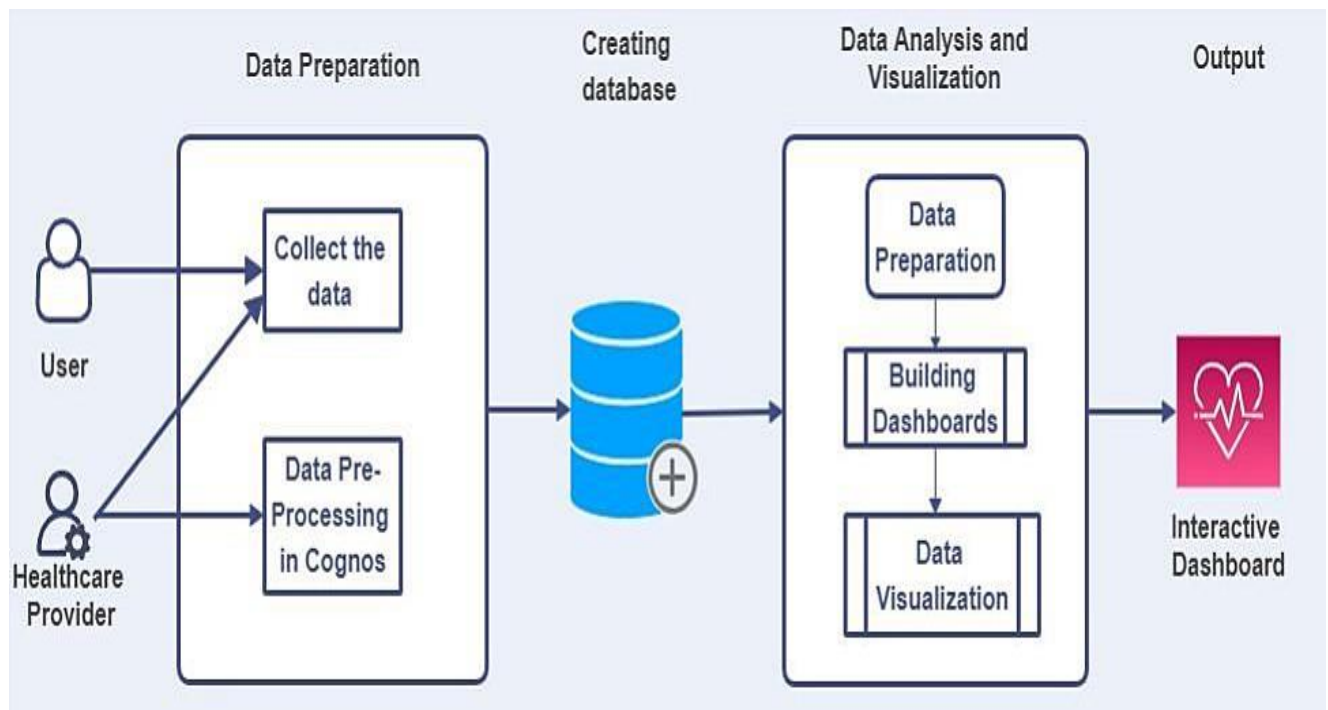 Data Preparation
Creating
database
Data Analysis and
Visualization
Output
User
Healthcare
Provider
Collect the
data
Data Pre-
Processing
in Cognos
Data
Preparation
Building
Dashboards
Data
Visualization
Interactive
Dashboard